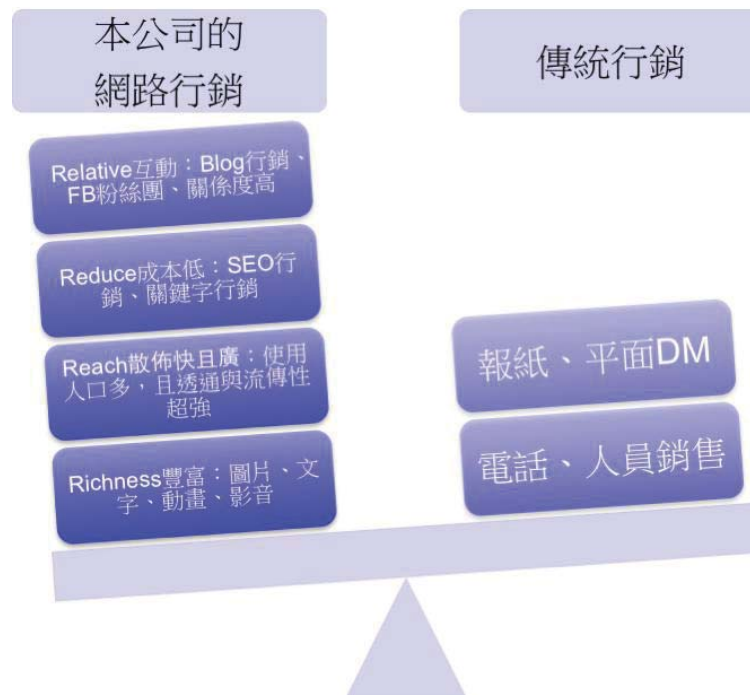 本公司的
網路行銷
傳統行銷
Relative互動：Blog行銷、
FB粉絲團、關係度高
Reduce成本低：SEO行
銷、關鍵字行銷
Reach散佈快且廣：使用
人口多，且透通與流傳性
超強
Richness豐富：圖片、文
字、動畫、影音
報紙、平面DM
電話、人員銷售